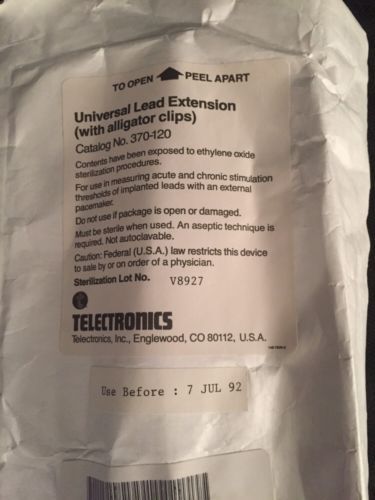 TO OPEN PEEL APART
Universal Lead Extension
(with alligator clips)
Catalog No. 370-120
Contents have been exposed to ethylene oxide
sterilization procedures.
For use in measuring acute and chronic stimulation
thresholds of implanted leads with an external
pacemaker.
Do not use if package is open or damaged.
Must be sterile when used. An aseptic technique is
required. Not autoclavable.
Caution: Federal (U.S.A.) law restricts this device
to sale by or on order of a physician.
Sterilization Lot No. V8927
TELECTRONICS
Telectronics, Inc., Englewood, CO 80112, U.S.A.
Use Before : 7 JUL 92